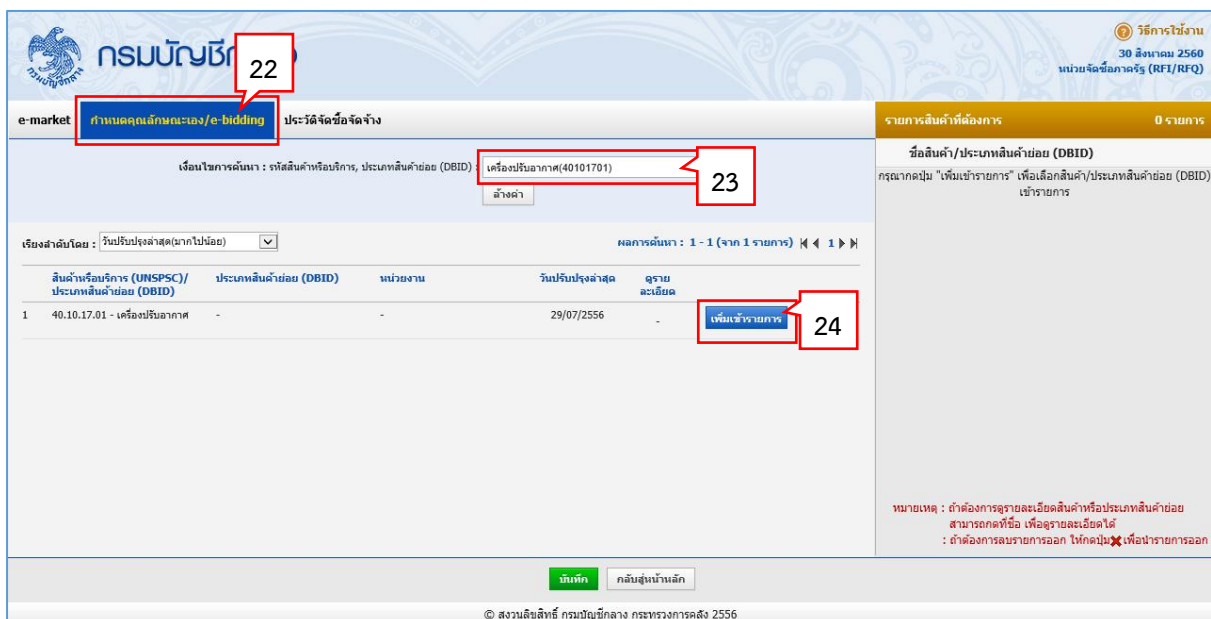 วิธีการใช้งาน
30 สิงหาคม 2560
หน่วยจัดซื้อภาครัฐ (RFI/RFQ)
22
e-market กำหนดคุณลักษณะเอง/e-bidding ประวัติจัดซื้อจัดจ้าง
รายการสินค้าที่ต้องการ 0 รายการ
เงื่อนไขการค้นหา : รหัสสินค้าหรือบริการ, ประเภทสินค้าย่อย (DBID) : เครื่องปรับอากาศ(40101701)
23
ล้างค่า
ชื่อสินค้า/ประเภทสินค้าย่อย (DBID)
กรุณากดปุ่ม "เพิ่มเข้ารายการ" เพื่อเลือกสินค้า/ประเภทสินค้าย่อย (DBID)
เข้ารายการ
เรียงลำดับโดย : วันปรับปรุงล่าสุด(มากไปน้อย)
ผลการค้นหา : 1 - 1 (จาก 1 รายการ) 1
สินค้าหรือบริการ (UNSPSC)/ ประเภทสินค้าย่อย (DBID) หน่วยงาน วันปรับปรุงล่าสุด ดูราย
ประเภทสินค้าย่อย (DBID) ละเอียด
1 40.10.17.01 - เครื่องปรับอากาศ - - 29/07/2556 - เพิ่มเข้ารายการ
24
หมายเหตุ : ถ้าต้องการดูรายละเอียดสินค้าหรือประเภทสินค้าย่อย
สามารถกดที่ชื่อ เพื่อดูรายละเอียดได้
: ถ้าต้องการลบรายการออก ให้กดปุ่ม เพื่อนำรายการออก
บันทึก กลับสู่หน้าหลัก
© สงวนลิขสิทธิ์ กรมบัญชีกลาง กระทรวงการคลัง 2556